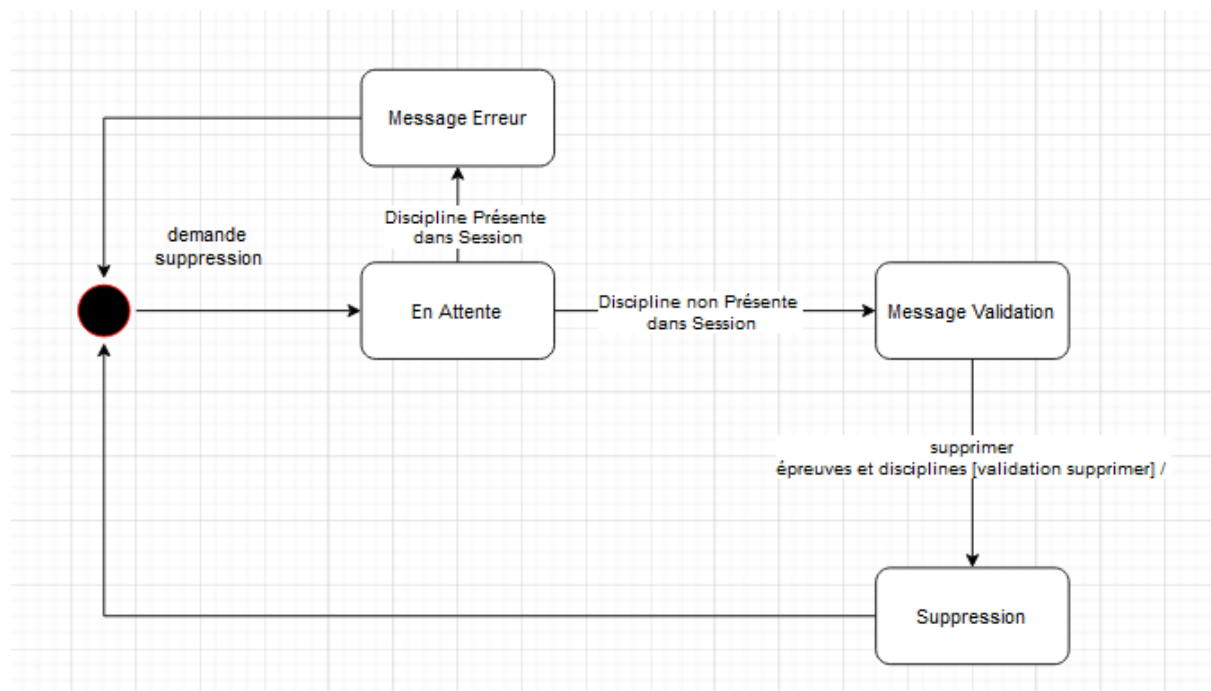 Message Erreur
Discipline Présente
dans Session
demande
suppression
En Attente
Discipline non Présente
dans Session
Message Validation
supprimer
épreuves et disciplines [validation supprimer] /
Suppression